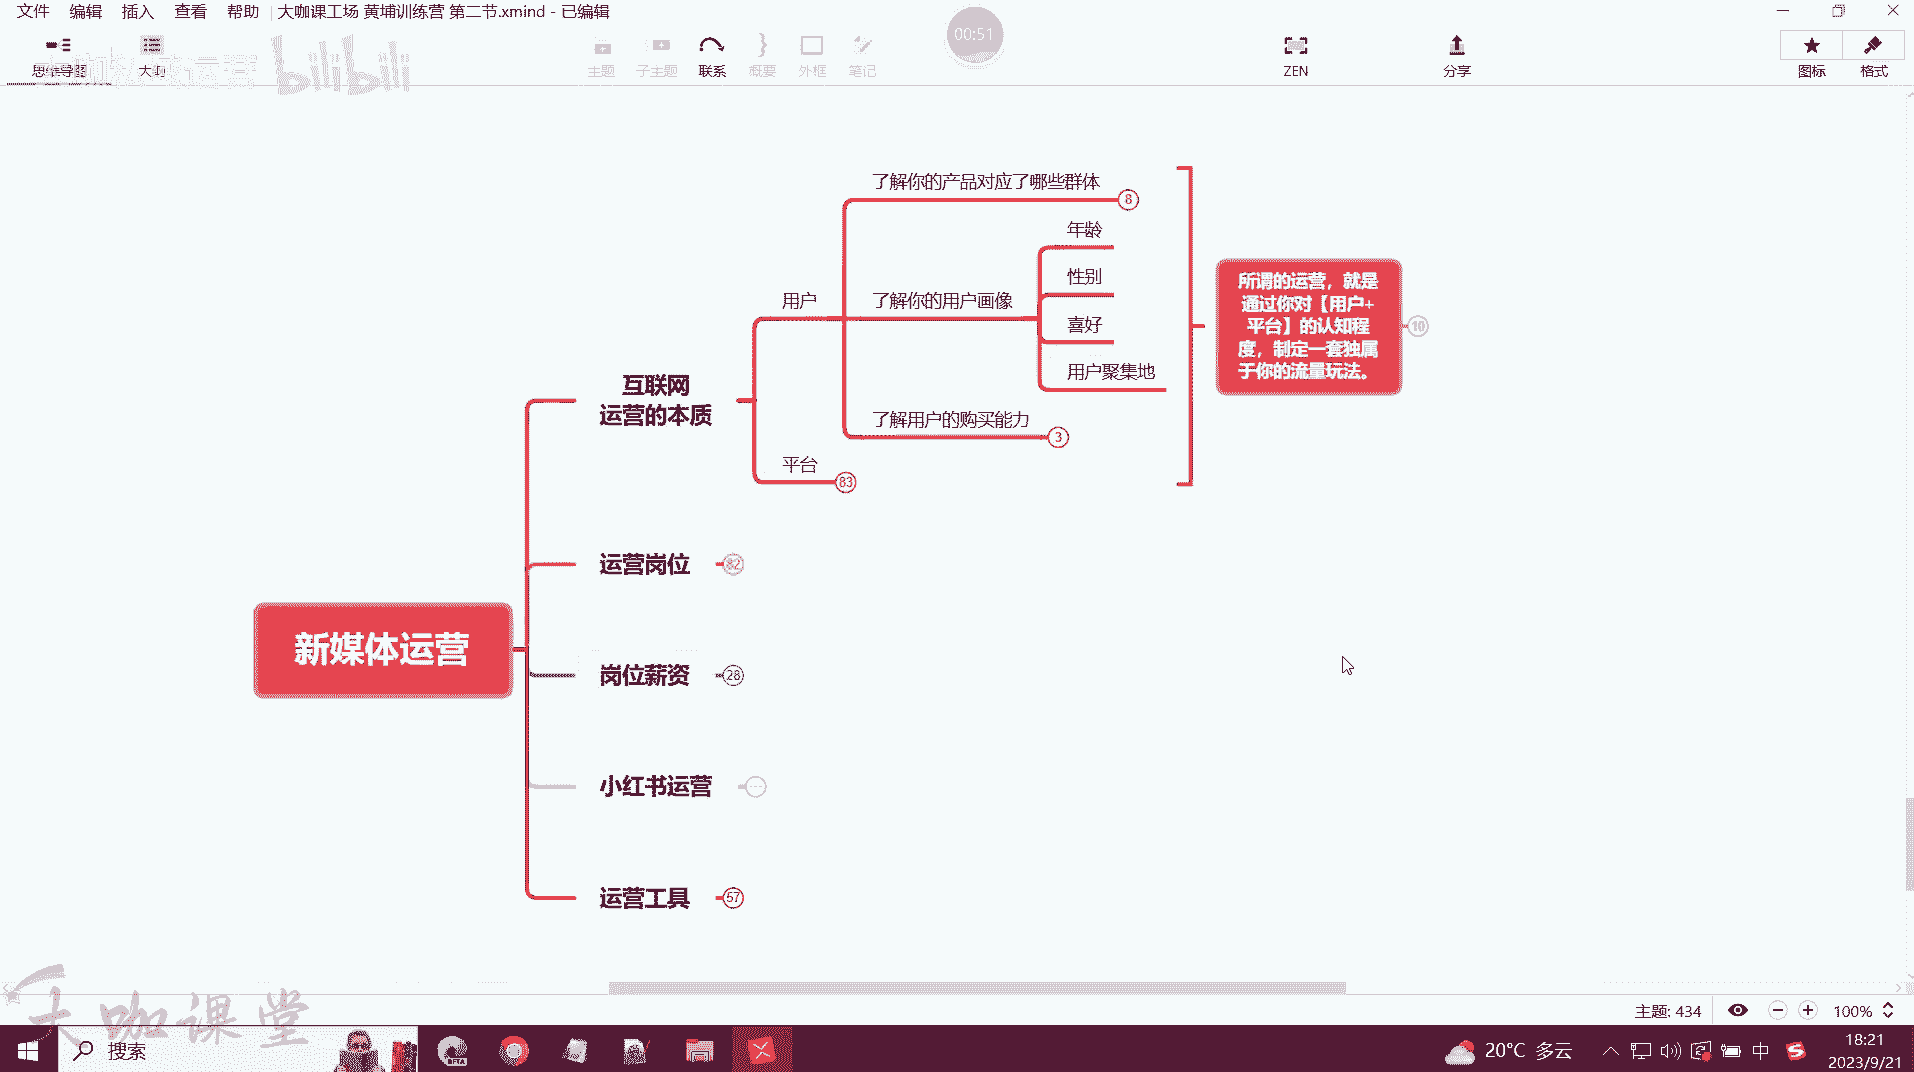 文件 编辑 插入 查看 帮助 大咖课工场 黄埔训练营 第二节.xmind - 已编辑
00:51
思维导图 大纲 主题 子主题 联系 概要 外框 笔记 ZEN 分享 图标 格式
bilibili
了解你的产品对应了哪些群体
8
年龄
性别
用户
了解你的用户画像
喜好
用户聚集地
所谓的运营，就是
通过你对【用户+
平台】的认知程
度，制定一套独属
于你的流量玩法。
10
互联网
运营的本质
了解用户的购买能力
3
平台
83
运营岗位
82
新媒体运营
岗位薪资
28
小红书运营
运营工具
57
大咖课堂
主题: 434
100%
搜索
BETA
20°C 多云
中
18:21
2023/9/21